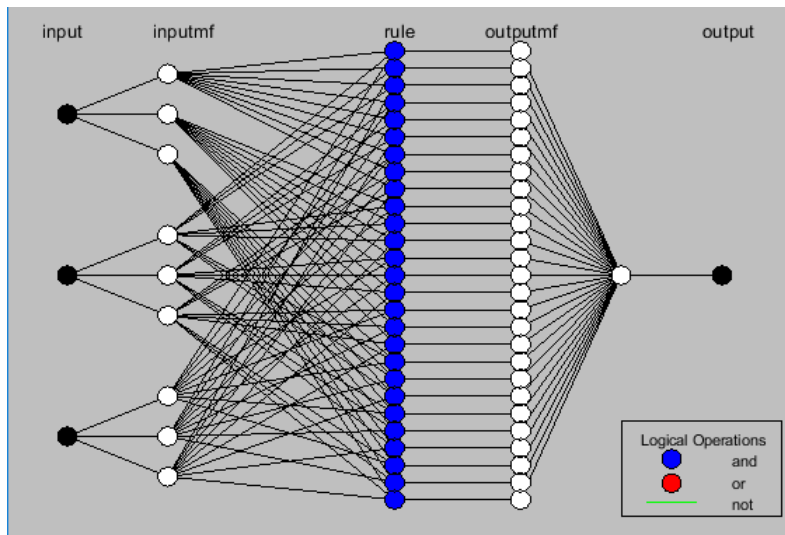 input inputmf rule outputmf output
Logical Operations
and
or
not